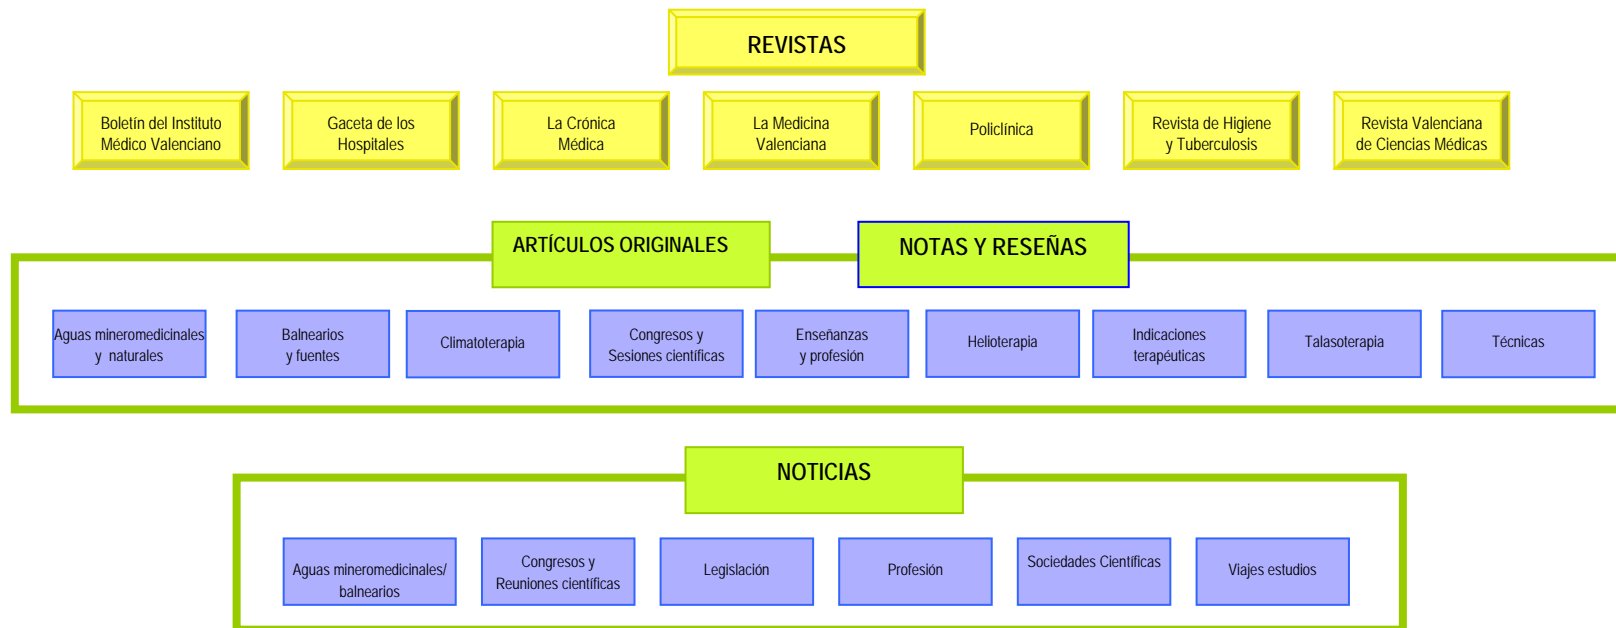 REVISTAS
Boletín del Instituto
Médico Valenciano
Gaceta de los
Hospitales
La Crónica
Médica
La Medicina
Valenciana
Policlínica
Revista de Higiene
y Tuberculosis
Revista Valenciana
de Ciencias Médicas
ARTÍCULOS ORIGINALES
NOTAS Y RESEÑAS
Aguas mineromedicinales
y naturales
Balnearios
y fuentes
Climatoterapia
Congresos y
Sesiones científicas
Enseñanzas
y profesión
Helioterapia
Indicaciones
terapéuticas
Talasoterapia
Técnicas
NOTICIAS
Aguas mineromedicinales/
balnearios
Congresos y
Reuniones científicas
Legislación
Profesión
Sociedades Científicas
Viajes estudios